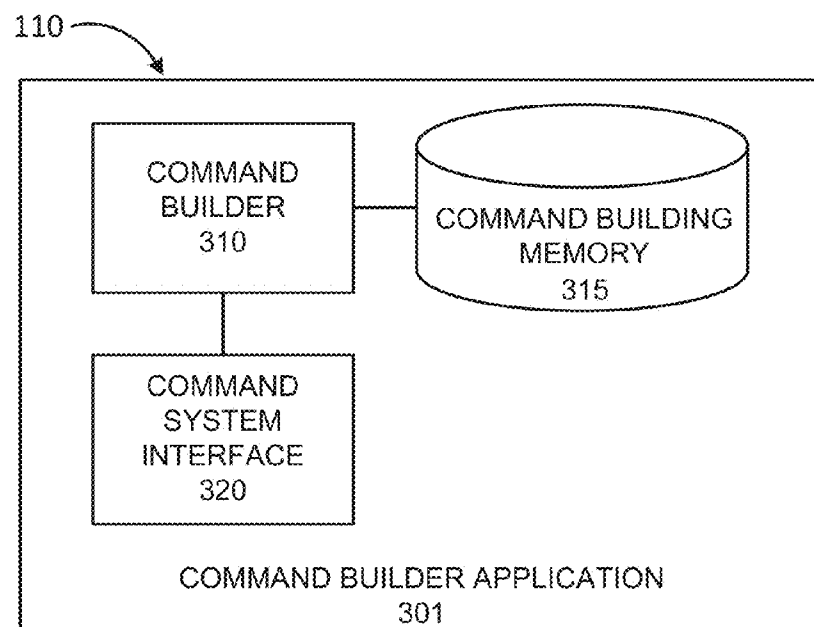 110
COMMAND
BUILDER
310
COMMAND BUILDING
MEMORY
315
COMMAND
SYSTEM
INTERFACE
320
COMMAND BUILDER APPLICATION
301